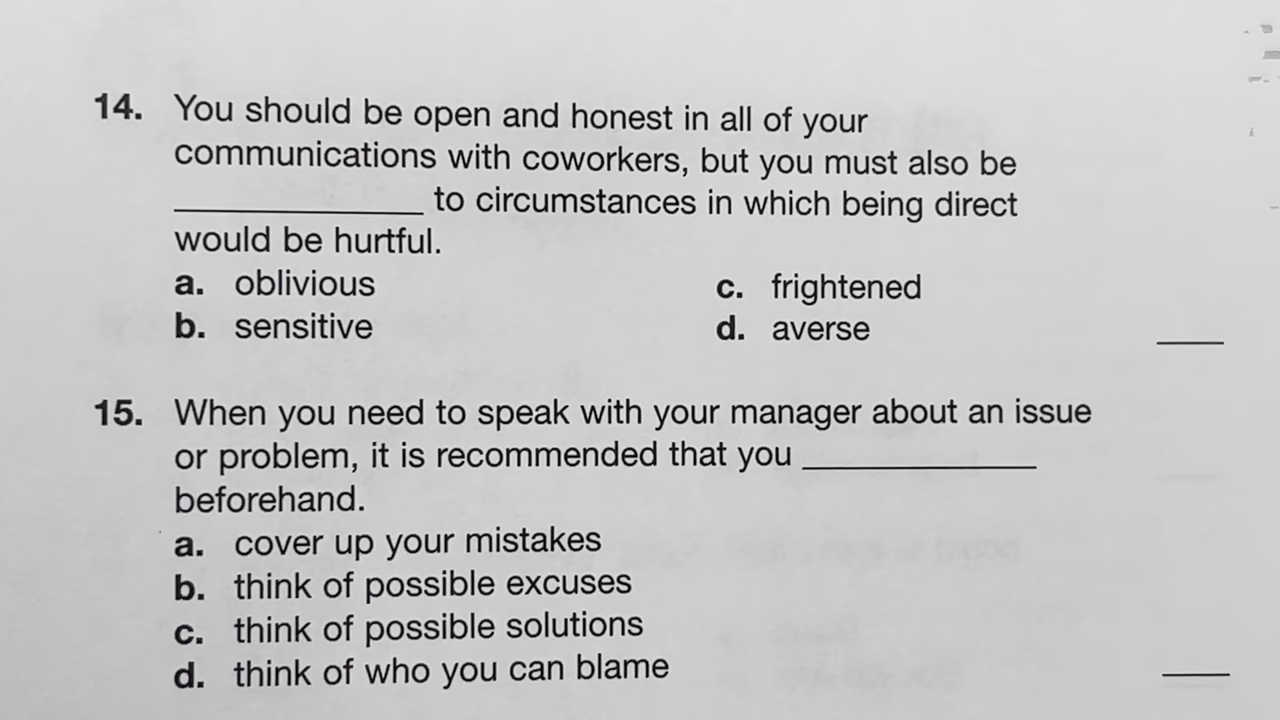 14. You should be open and honest in all of your
communications with coworkers, but you must also be
______________ to circumstances in which being direct
would be hurtful.
a. oblivious c. frightened
b. sensitive d. averse ____
15. When you need to speak with your manager about an issue
or problem, it is recommended that you _____________
beforehand.
a. cover up your mistakes
b. think of possible excuses
c. think of possible solutions
d. think of who you can blame ____